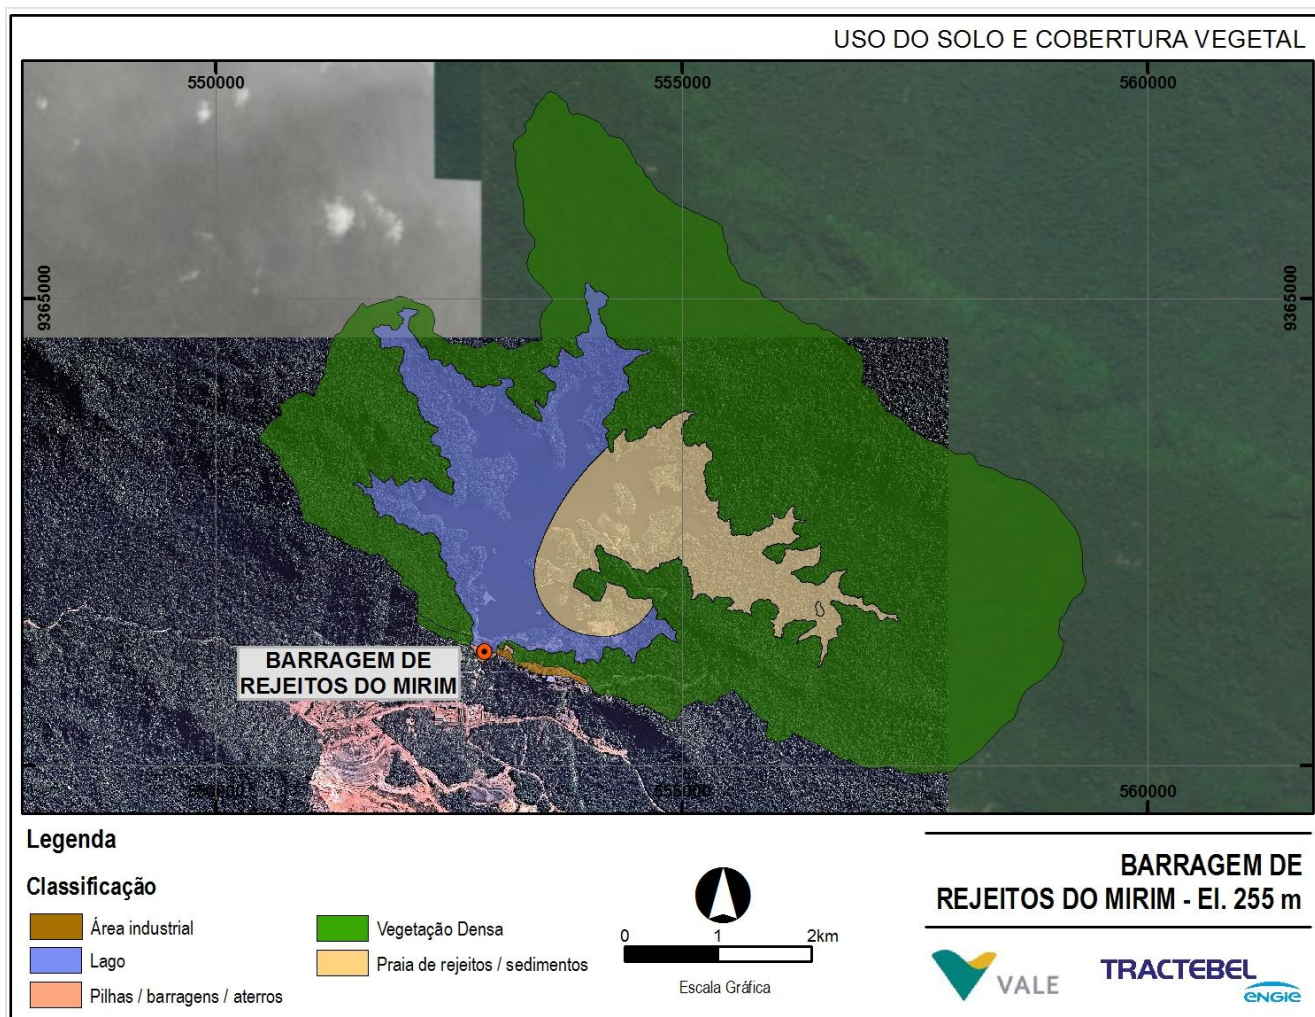 USO DO SOLO E COBERTURA VEGETAL
550000
555000
560000
9365000
9365000
BARRAGEM DE
REJEITOS DO MIRIM
550000
555000
560000
Legenda
Classificação
Área industrial
Lago
Pilhas / barragens / aterros
Vegetação Densa
Praia de rejeitos / sedimentos
0 1 2km
Escala Gráfica
BARRAGEM DE
REJEITOS DO MIRIM - El. 255 m
VALE
TRACTEBEL
ENGIE